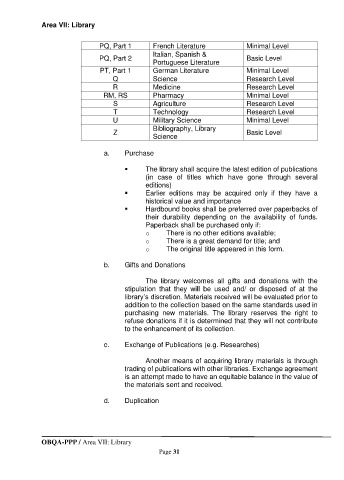 Area VII: Library
PQ, Part 1 French Literature Minimal Level
PQ, Part 2 Italian, Spanish & Portuguese Literature Basic Level
PT, Part 1 German Literature Minimal Level
Q Science Research Level
R Medicine Research Level
RM, RS Pharmacy Minimal Level
S Agriculture Research Level
T Technology Research Level
U Military Science Minimal Level
Z Bibliography, Library Science Basic Level
a. Purchase
▪ The library shall acquire the latest edition of publications
(in case of titles which have gone through several
editions)
▪ Earlier editions may be acquired only if they have a
historical value and importance
▪ Hardbound books shall be preferred over paperbacks of
their durability depending on the availability of funds.
Paperback shall be purchased only if:
o There is no other editions available;
o There is a great demand for title; and
o The original title appeared in this form.
b. Gifts and Donations
The library welcomes all gifts and donations with the
stipulation that they will be used and/ or disposed of at the
library's discretion. Materials received will be evaluated prior to
addition to the collection based on the same standards used in
purchasing new materials. The library reserves the right to
refuse donations if it is determined that they will not contribute
to the enhancement of its collection.
c. Exchange of Publications (e.g. Researches)
Another means of acquiring library materials is through
trading of publications with other libraries. Exchange agreement
is an attempt made to have an equitable balance in the value of
the materials sent and received.
d. Duplication
OBQA-PPP / Area VII: Library
Page 31